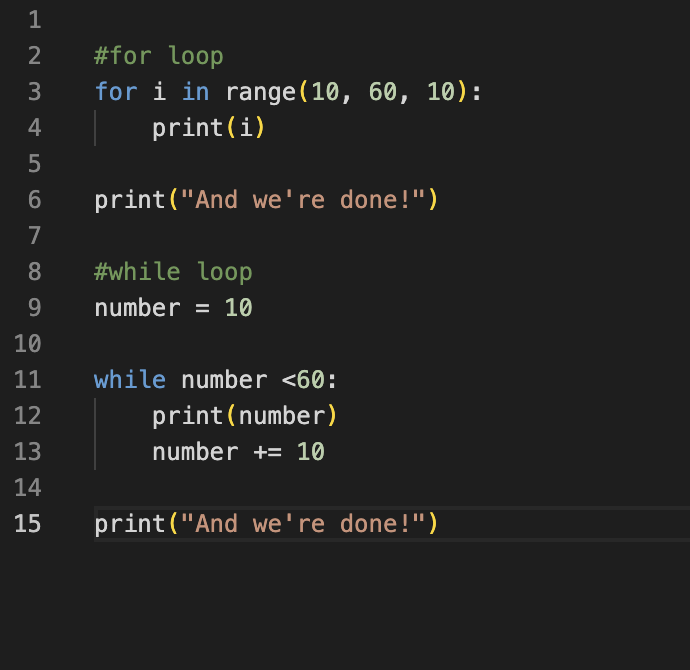 1
2 #for loop
3 for i in range(10, 60, 10):
4     print(i)
5
6 print("And we're done!")
7
8 #while loop
9 number = 10
10
11 while number <60:
12     print(number)
13     number += 10
14
15 print("And we're done!")